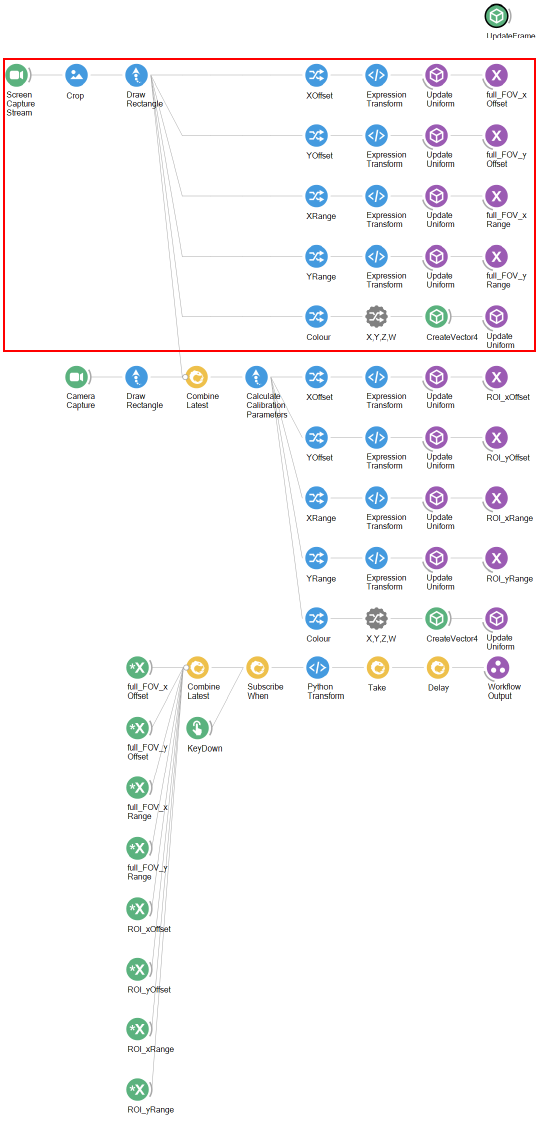 UpdateFrame
Screen
Capture
Stream
Crop
Draw
Rectangle
XOffset
Expression
Transform
Update
Uniform
full_FOV_x
Offset
YOffset
Expression
Transform
Update
Uniform
full_FOV_y
Offset
XRange
Expression
Transform
Update
Uniform
full_FOV_x
Range
YRange
Expression
Transform
Update
Uniform
full_FOV_y
Range
Colour
X,Y,Z,W
CreateVector4
Update
Uniform
Camera
Capture
Draw
Rectangle
Combine
Latest
Calculate
Calibration
Parameters
XOffset
Expression
Transform
Update
Uniform
ROI_xOffset
YOffset
Expression
Transform
Update
Uniform
ROI_yOffset
XRange
Expression
Transform
Update
Uniform
ROI_xRange
YRange
Expression
Transform
Update
Uniform
ROI_yRange
Colour
X,Y,Z,W
CreateVector4
Update
Uniform
full_FOV_x
Offset
Combine
Latest
Subscribe
When
Python
Transform
Take
Delay
Workflow
Output
full_FOV_y
Offset
KeyDown
full_FOV_x
Range
full_FOV_y
Range
ROI_xOffset
ROI_yOffset
ROI_xRange
ROI_yRange